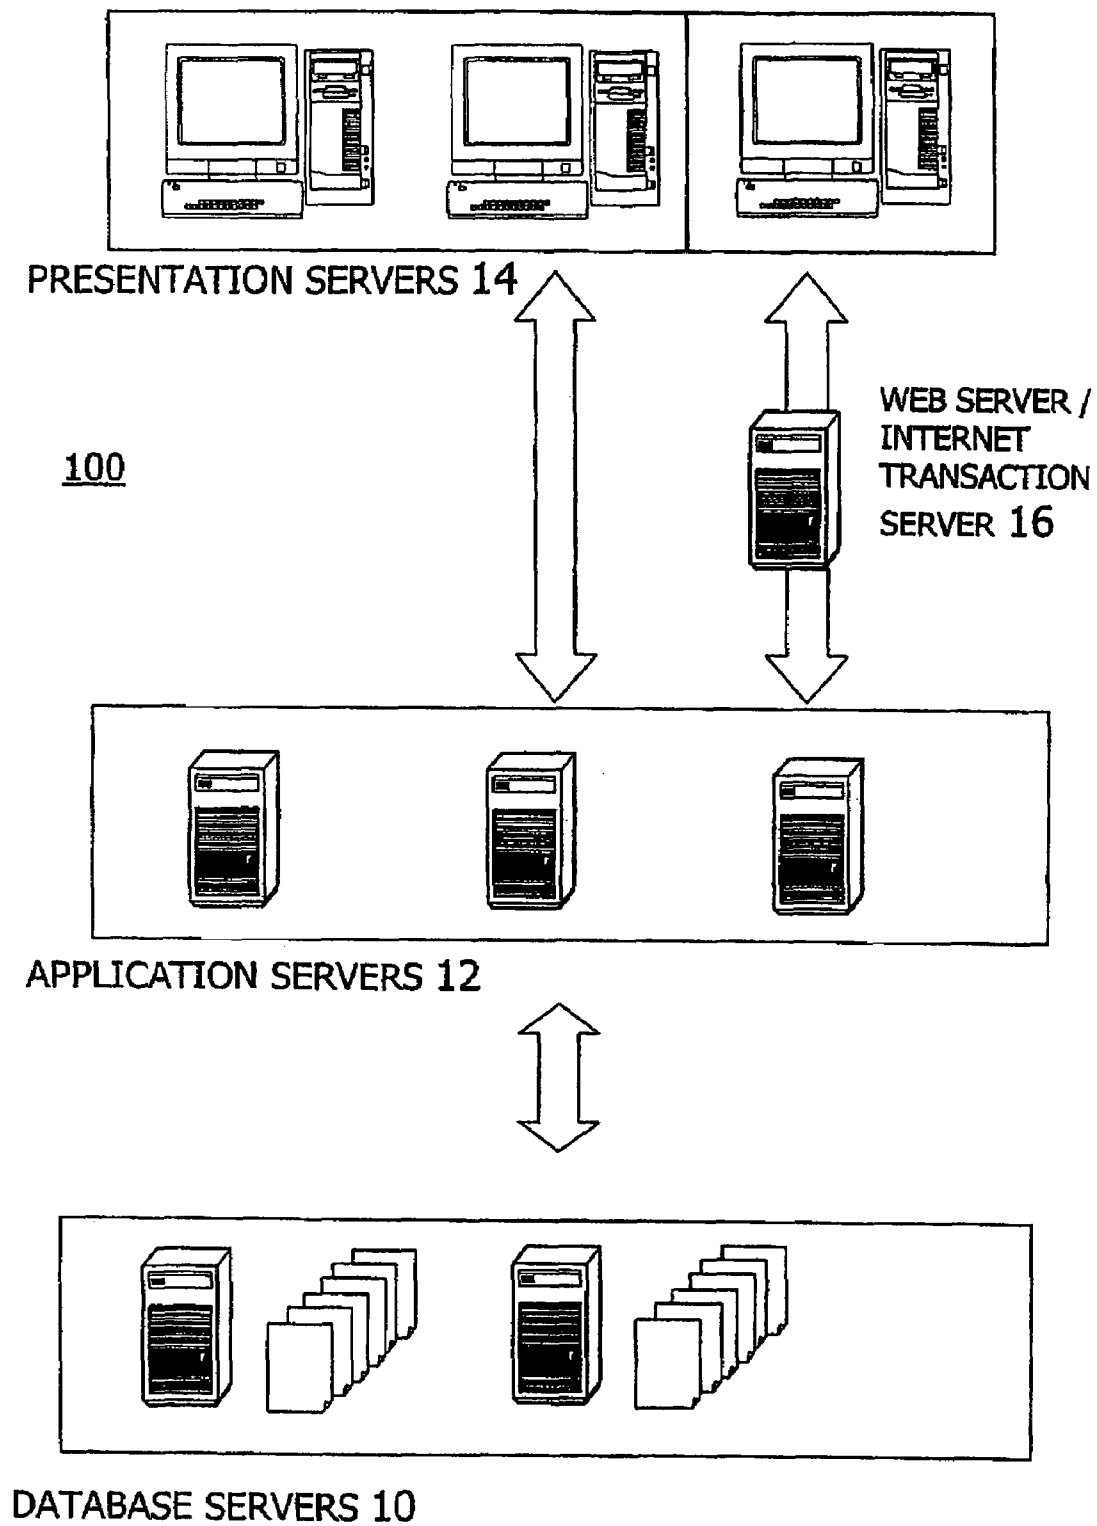 PRESENTATION SERVERS 14
WEB SERVER /
INTERNET
TRANSACTION
SERVER 16
100
APPLICATION SERVERS 12
DATABASE SERVERS 10